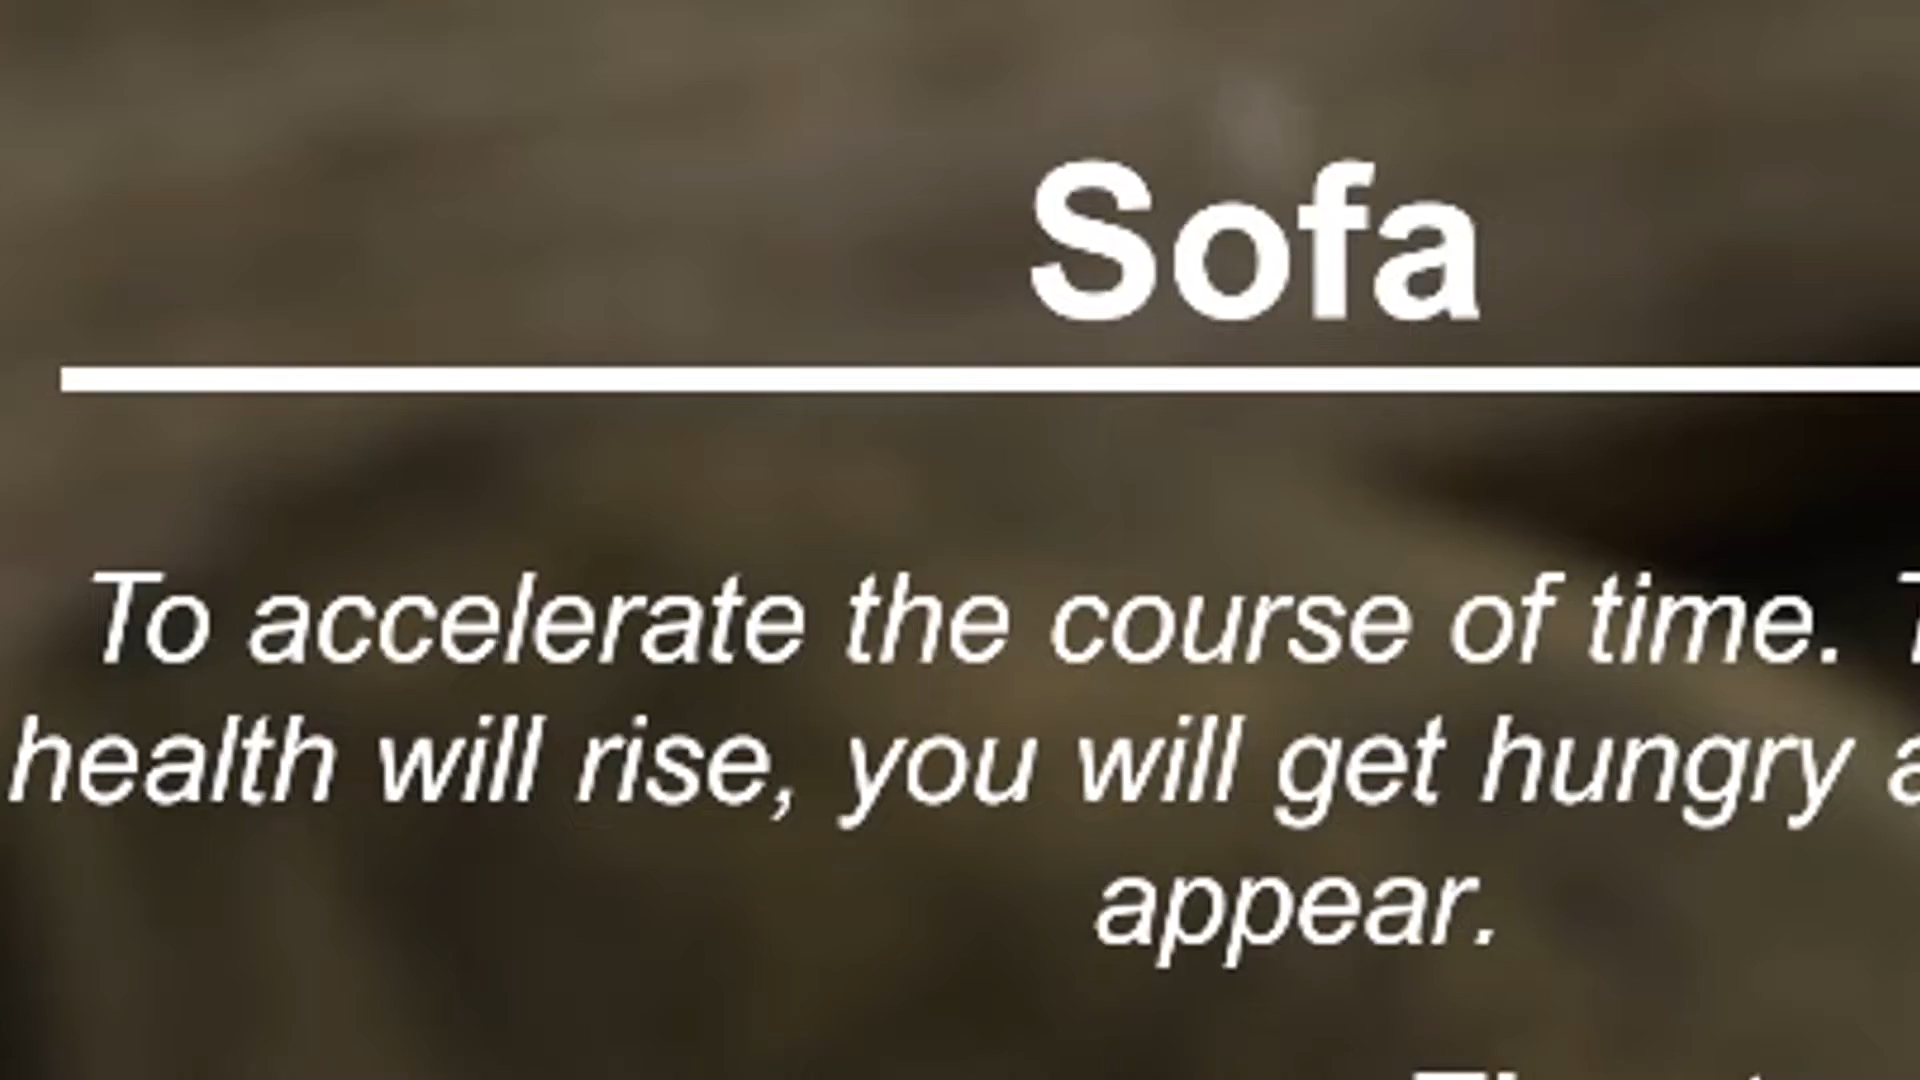 Sofa
To accelerate the course of time.
health will rise, you will get hungry
appear.